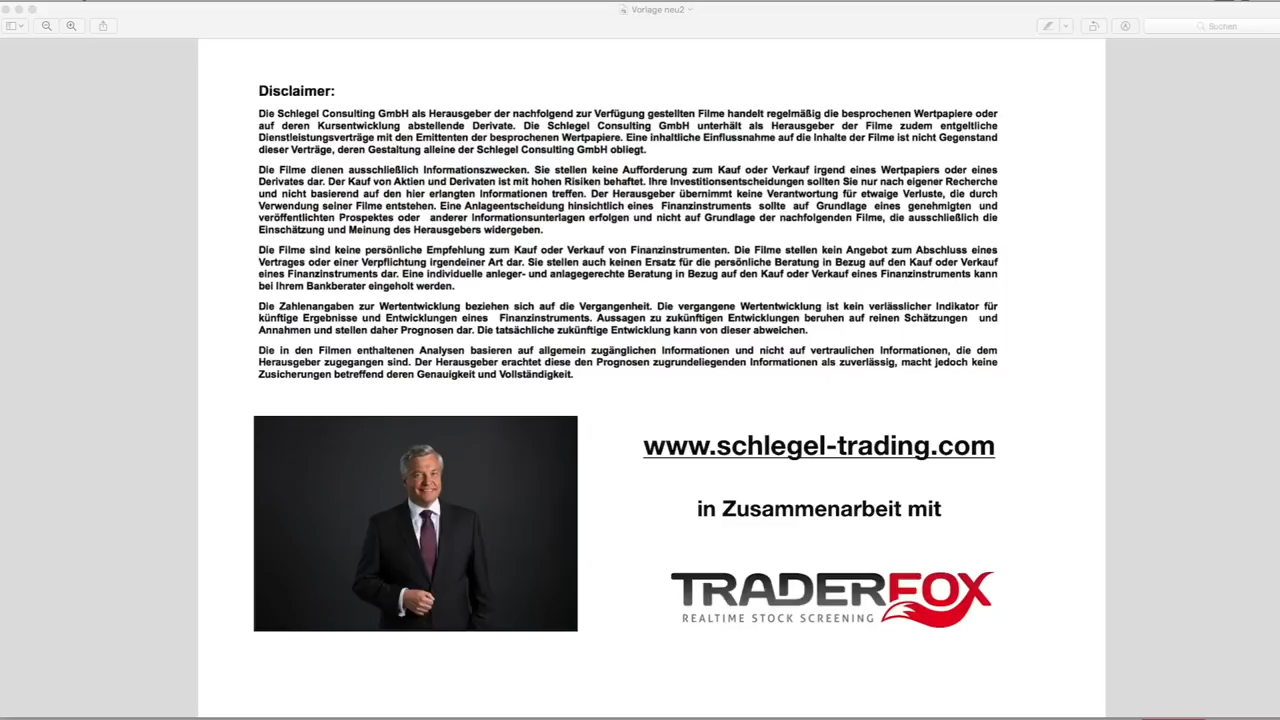 Vorlage neu2
Suchen
Disclaimer:
Die Schlegel Consulting GmbH als Herausgeber der nachfolgend zur Verfügung gestellten Filme handelt regelmäßig die besprochenen Wertpapiere oder
auf deren Kursentwicklung abstellende Derivate. Die Schlegel Consulting GmbH unterhält als Herausgeber der Filme zudem entgeltliche
Dienstleistungsverträge mit den Emittenten der besprochenen Wertpapiere. Eine inhaltliche Einflussnahme auf die Inhalte der Filme ist nicht Gegenstand
dieser Verträge, deren Gestaltung alleine der Schlegel Consulting GmbH obliegt.
Die Filme dienen ausschließlich Informationszwecken. Sie stellen keine Aufforderung zum Kauf oder Verkauf irgend eines Wertpapiers oder eines
Derivates dar. Der Kauf von Aktien und Derivaten ist mit hohen Risiken behaftet. Ihre Investitionsentscheidungen sollten Sie nur nach eigener Recherche
und nicht basierend auf den hier erlangten Informationen treffen. Der Herausgeber übernimmt keine Verantwortung für etwaige Verluste, die durch
Verwendung seiner Filme entstehen. Eine Anlageentscheidung hinsichtlich eines Finanzinstruments sollte auf Grundlage eines genehmigten und
veröffentlichten Prospektes oder anderer Informationsunterlagen erfolgen und nicht auf Grundlage der nachfolgenden Filme, die ausschließlich die
Einschätzung und Meinung des Herausgebers widergeben.
Die Filme sind keine persönliche Empfehlung zum Kauf oder Verkauf von Finanzinstrumenten. Die Filme stellen kein Angebot zum Abschluss eines
Vertrages oder einer Verpflichtung irgendeiner Art dar. Sie stellen auch keinen Ersatz für die persönliche Beratung in Bezug auf den Kauf oder Verkauf
eines Finanzinstruments dar. Eine individuelle anleger- und anlagegerechte Beratung in Bezug auf den Kauf oder Verkauf eines Finanzinstruments kann
bei Ihrem Bankberater eingeholt werden.
Die Zahlenangaben zur Wertentwicklung beziehen sich auf die Vergangenheit. Die vergangene Wertentwicklung ist kein verlässlicher Indikator für
künftige Ergebnisse und Entwicklungen eines Finanzinstruments. Aussagen zu zukünftigen Entwicklungen beruhen auf reinen Schätzungen und
Annahmen und stellen daher Prognosen dar. Die tatsächliche zukünftige Entwicklung kann von dieser abweichen.
Die in den Filmen enthaltenen Analysen basieren auf allgemein zugänglichen Informationen und nicht auf vertraulichen Informationen, die dem
Herausgeber zugegangen sind. Der Herausgeber erachtet diese den Prognosen zugrundeliegenden Informationen als zuverlässig, macht jedoch keine
Zusicherungen betreffend deren Genauigkeit und Vollständigkeit.
www.schlegel-trading.com
in Zusammenarbeit mit
TRADERFOX
REALTIME STOCK SCREENING